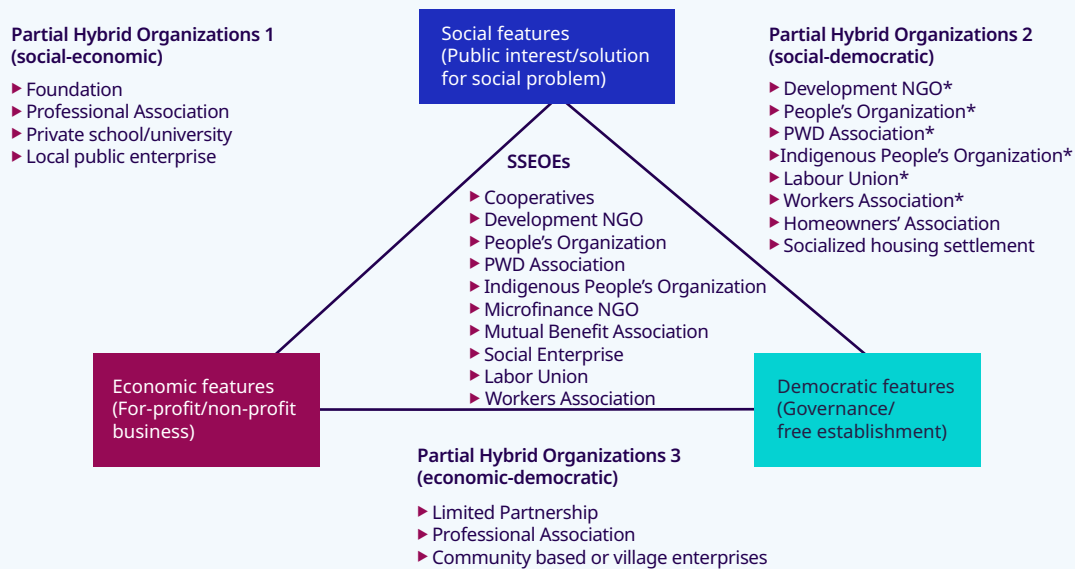 Partial Hybrid Organizations 1
(social-economic)
▶ Foundation
▶ Professional Association
▶ Private school/university
▶ Local public enterprise
Social features
(Public interest/solution
for social problem)
Partial Hybrid Organizations 2
(social-democratic)
▶ Development NGO*
▶ People's Organization*
▶ PWD Association*
▶ Indigenous People's Organization*
▶ Labour Union*
▶ Workers Association*
▶ Homeowners' Association
▶ Socialized housing settlement
SSEOEs
▶ Cooperatives
▶ Development NGO
▶ People's Organization
▶ PWD Association
▶ Indigenous People's Organization
▶ Microfinance NGO
▶ Mutual Benefit Association
▶ Social Enterprise
▶ Labor Union
▶ Workers Association
Economic features
(For-profit/non-profit
business)
Democratic features
(Governance/
free establishment)
Partial Hybrid Organizations 3
(economic-democratic)
▶ Limited Partnership
▶ Professional Association
▶ Community based or village enterprises